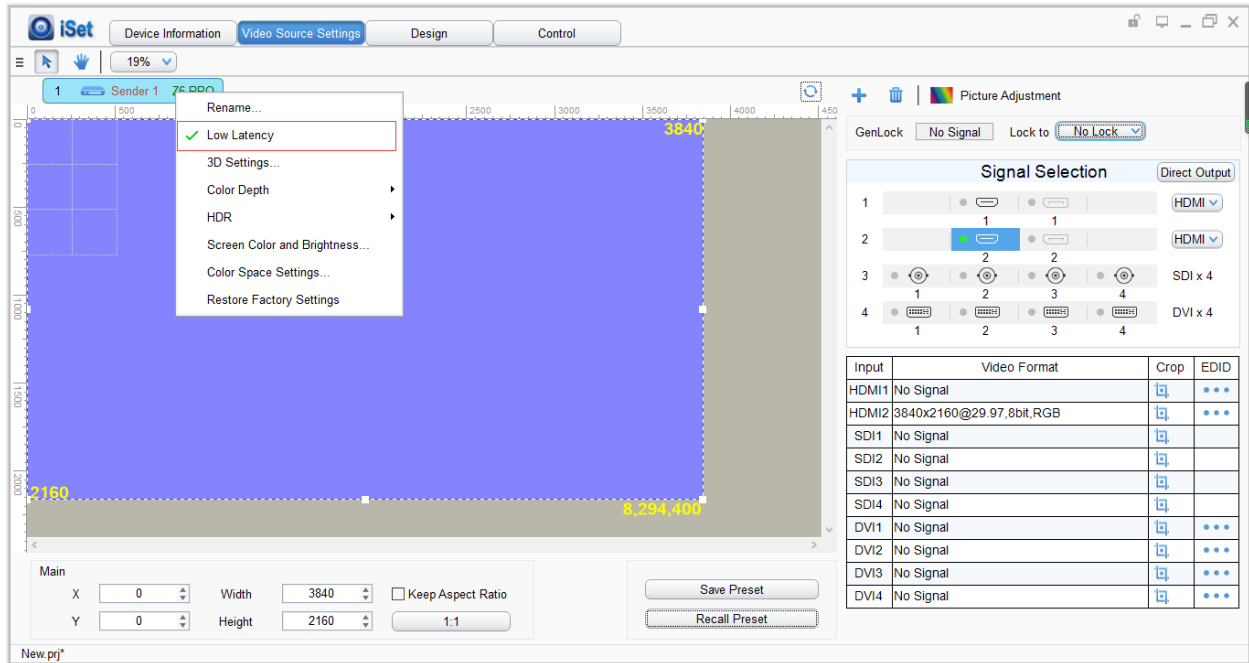 iSet
Device Information Video Source Settings Design Control
19%
1 Sender 1 Z6 PRO
0 500 2500 3000 3500 4000 450
Rename...
Low Latency
3D Settings...
Color Depth
HDR
Screen Color and Brightness...
Color Space Settings...
Restore Factory Settings
3840
0
500
1000
1500
2000
2160
8,294,400
Main
X 0 Width 3840 Keep Aspect Ratio
Y 0 Height 2160 1:1
Save Preset
Recall Preset
New.prj*
Picture Adjustment
GenLock No Signal Lock to No Lock
Signal Selection Direct Output
1 HDMI
1 1
2 HDMI
2 2
3 SDI x 4
1 2 3 4
4 DVI x 4
1 2 3 4
Input Video Format Crop EDID
HDMI1 No Signal
HDMI2 3840x2160@29.97,8bit,RGB
SDI1 No Signal
SDI2 No Signal
SDI3 No Signal
SDI4 No Signal
DVI1 No Signal
DVI2 No Signal
DVI3 No Signal
DVI4 No Signal